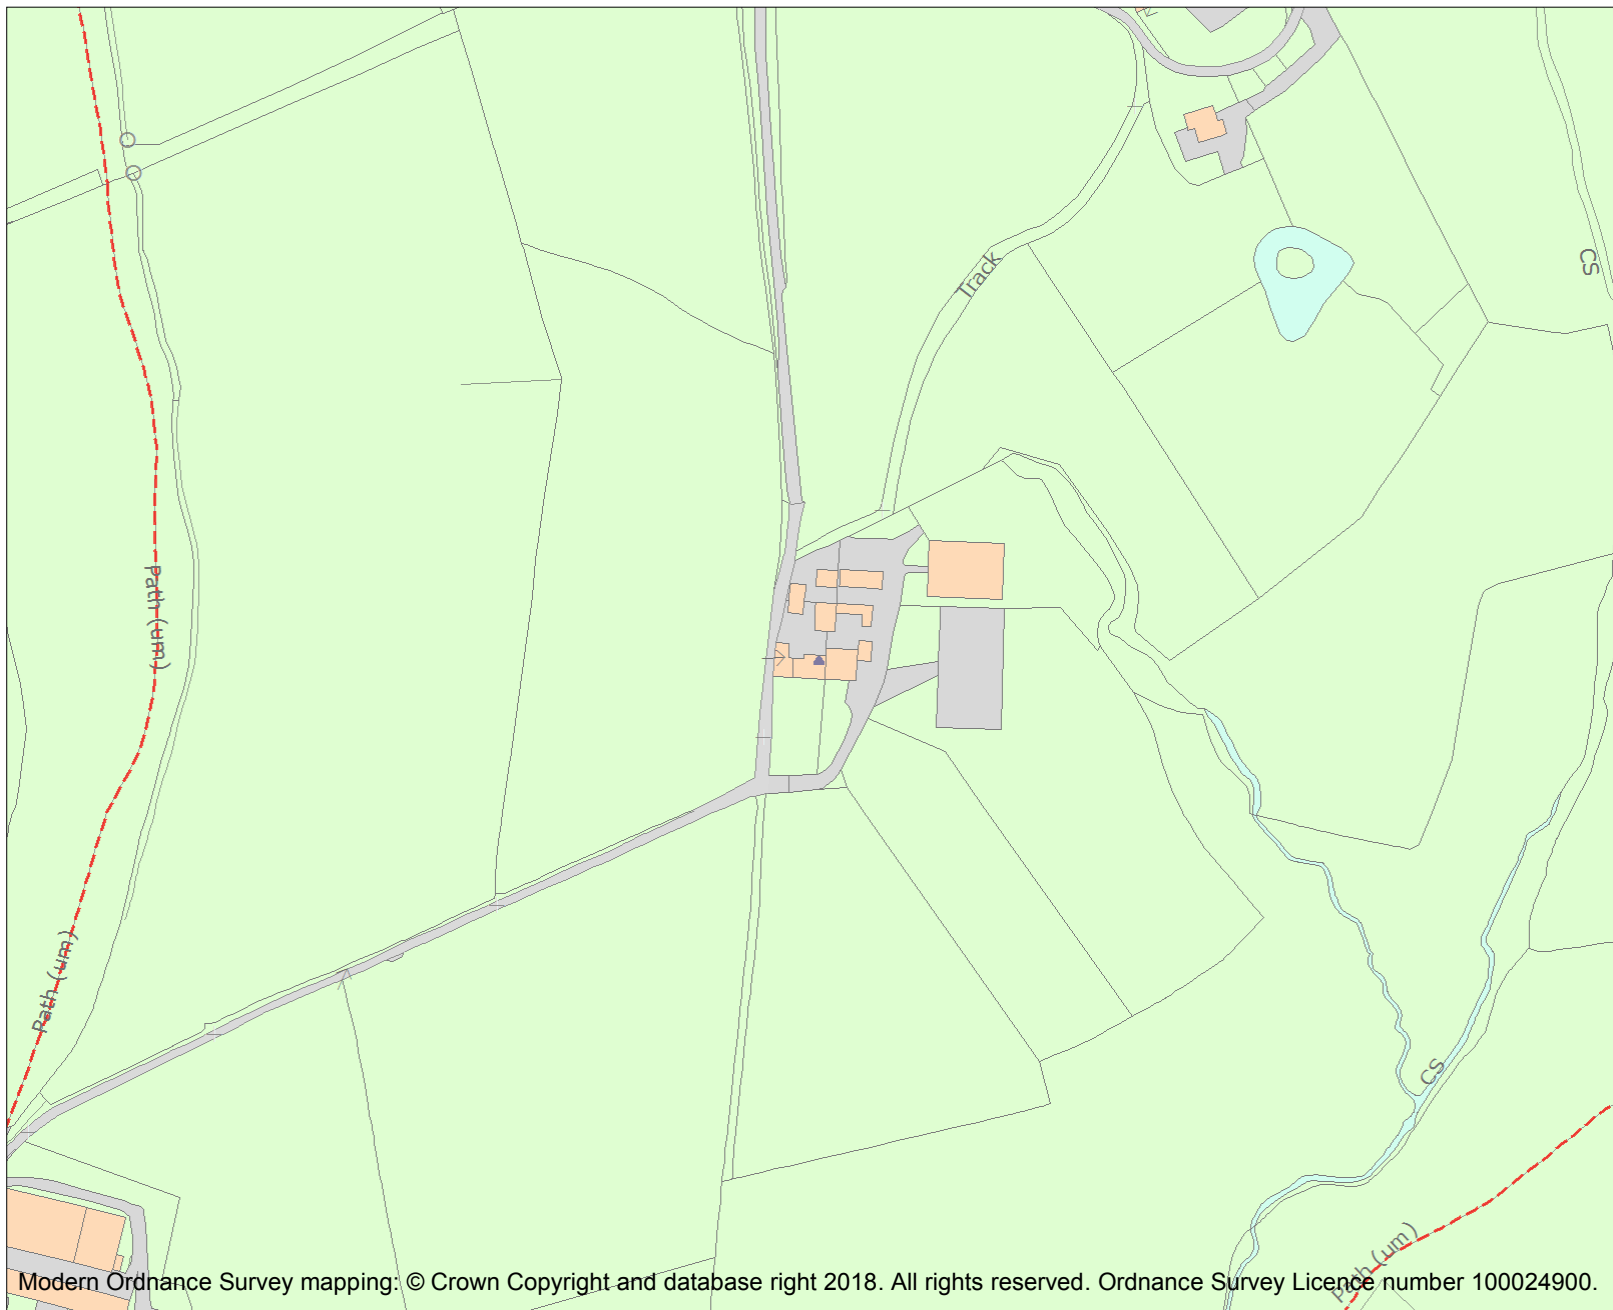 CS
Track
Path (um)
Path (um)
CS
Path (um)
Modern Ordnance Survey mapping: © Crown Copyright and database right 2018. All rights reserved. Ordnance Survey Licence number 100024900.